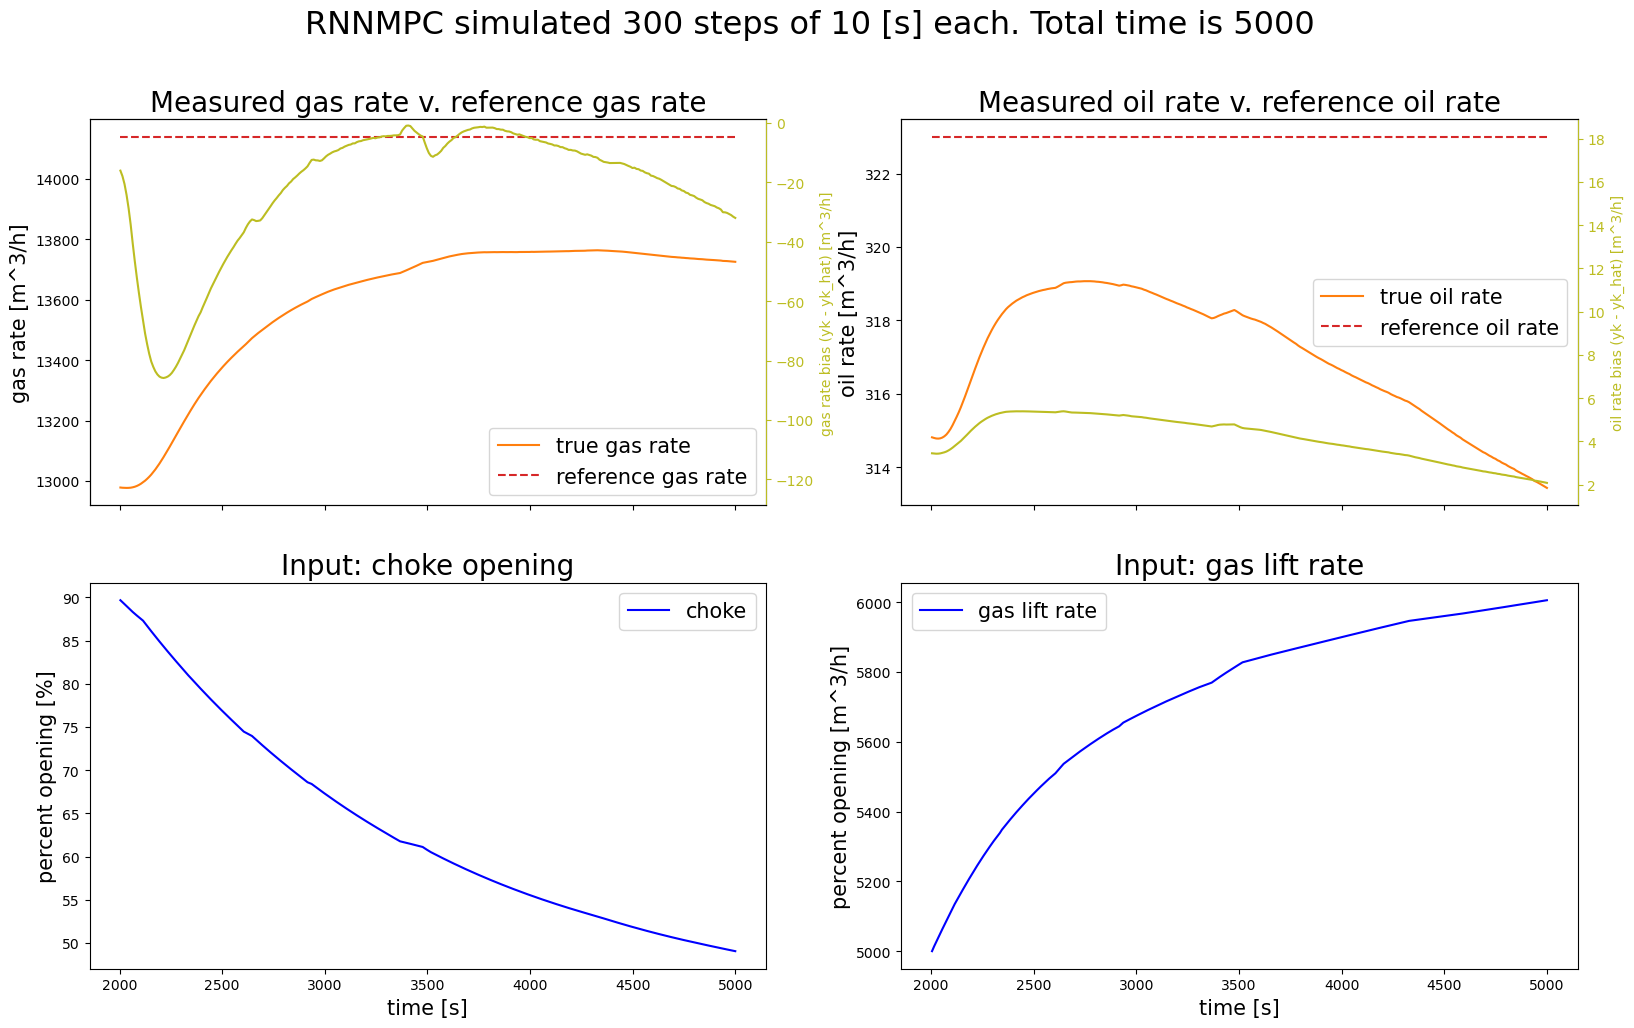 RNNMPC simulated 300 steps of 10 [s] each. Total time is 5000
Measured gas rate v. reference gas rate
gas rate [m^3/h]
14000
13800
13600
13400
13200
13000
0
−20
−40
−60
−80
−100
−120
gas rate bias (yk - yk_hat) [m^3/h]
true gas rate
reference gas rate
Measured oil rate v. reference oil rate
oil rate [m^3/h]
322
320
318
316
314
18
16
14
12
10
8
6
4
2
oil rate bias (yk - yk_hat) [m^3/h]
true oil rate
reference oil rate
Input: choke opening
percent opening [%]
90
85
80
75
70
65
60
55
50
choke
2000 2500 3000 3500 4000 4500 5000
time [s]
Input: gas lift rate
percent opening [m^3/h]
6000
5800
5600
5400
5200
5000
gas lift rate
2000 2500 3000 3500 4000 4500 5000
time [s]